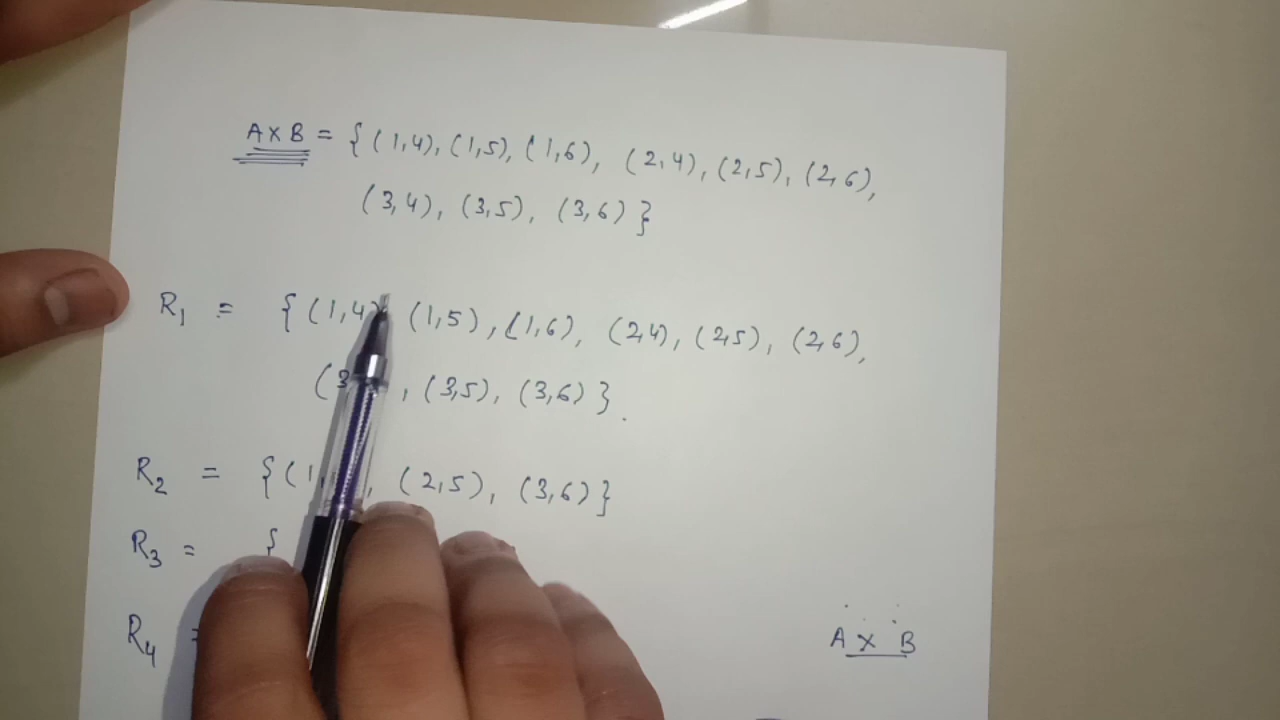 A x B = { (1,4), (1,5), (1,6), (2,4), (2,5), (2,6),
(3,4), (3,5), (3,6) }
R1 = { (1,4) (1,5), (1,6), (2,4), (2,5), (2,6),
(3 , (3,5), (3,6) }.
R2 = { (1, , (2,5), (3,6) }
R3 = {
R4 =
A x B